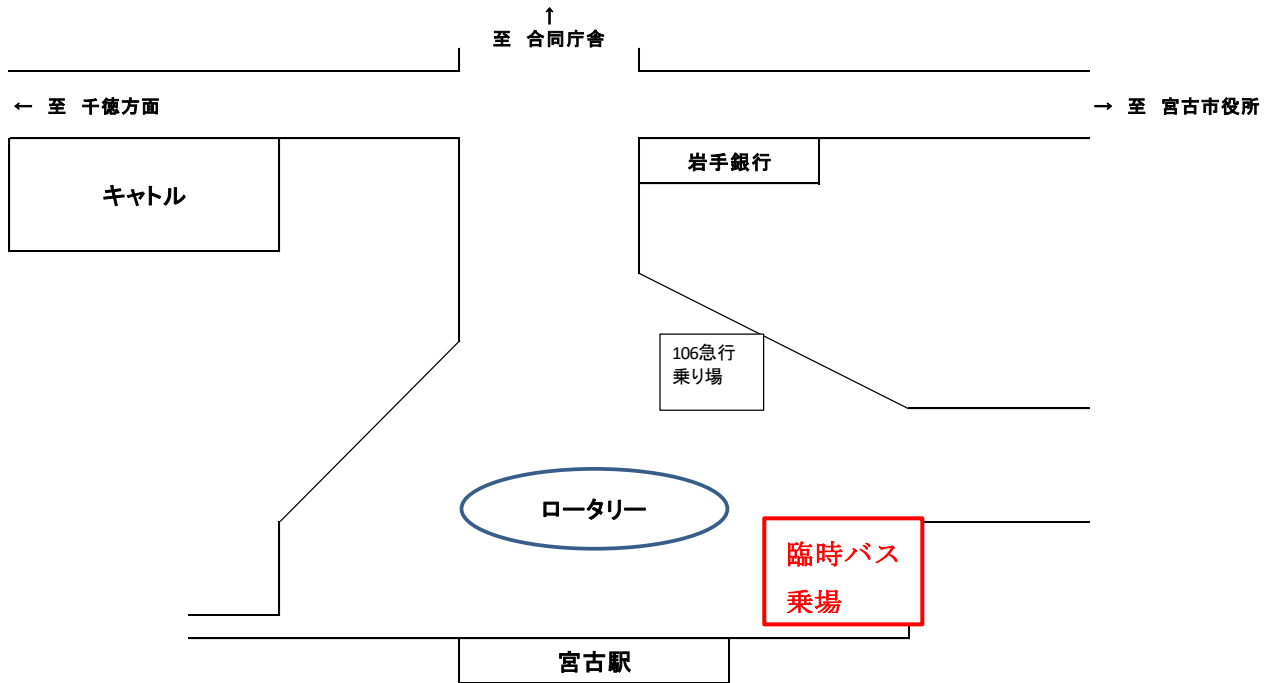 ↑
至 合同庁舎
← 至 千徳方面
→ 至 宮古市役所
岩手銀行
キャトル
106急行
乗り場
ロータリー
臨時バス
乗場
宮古駅